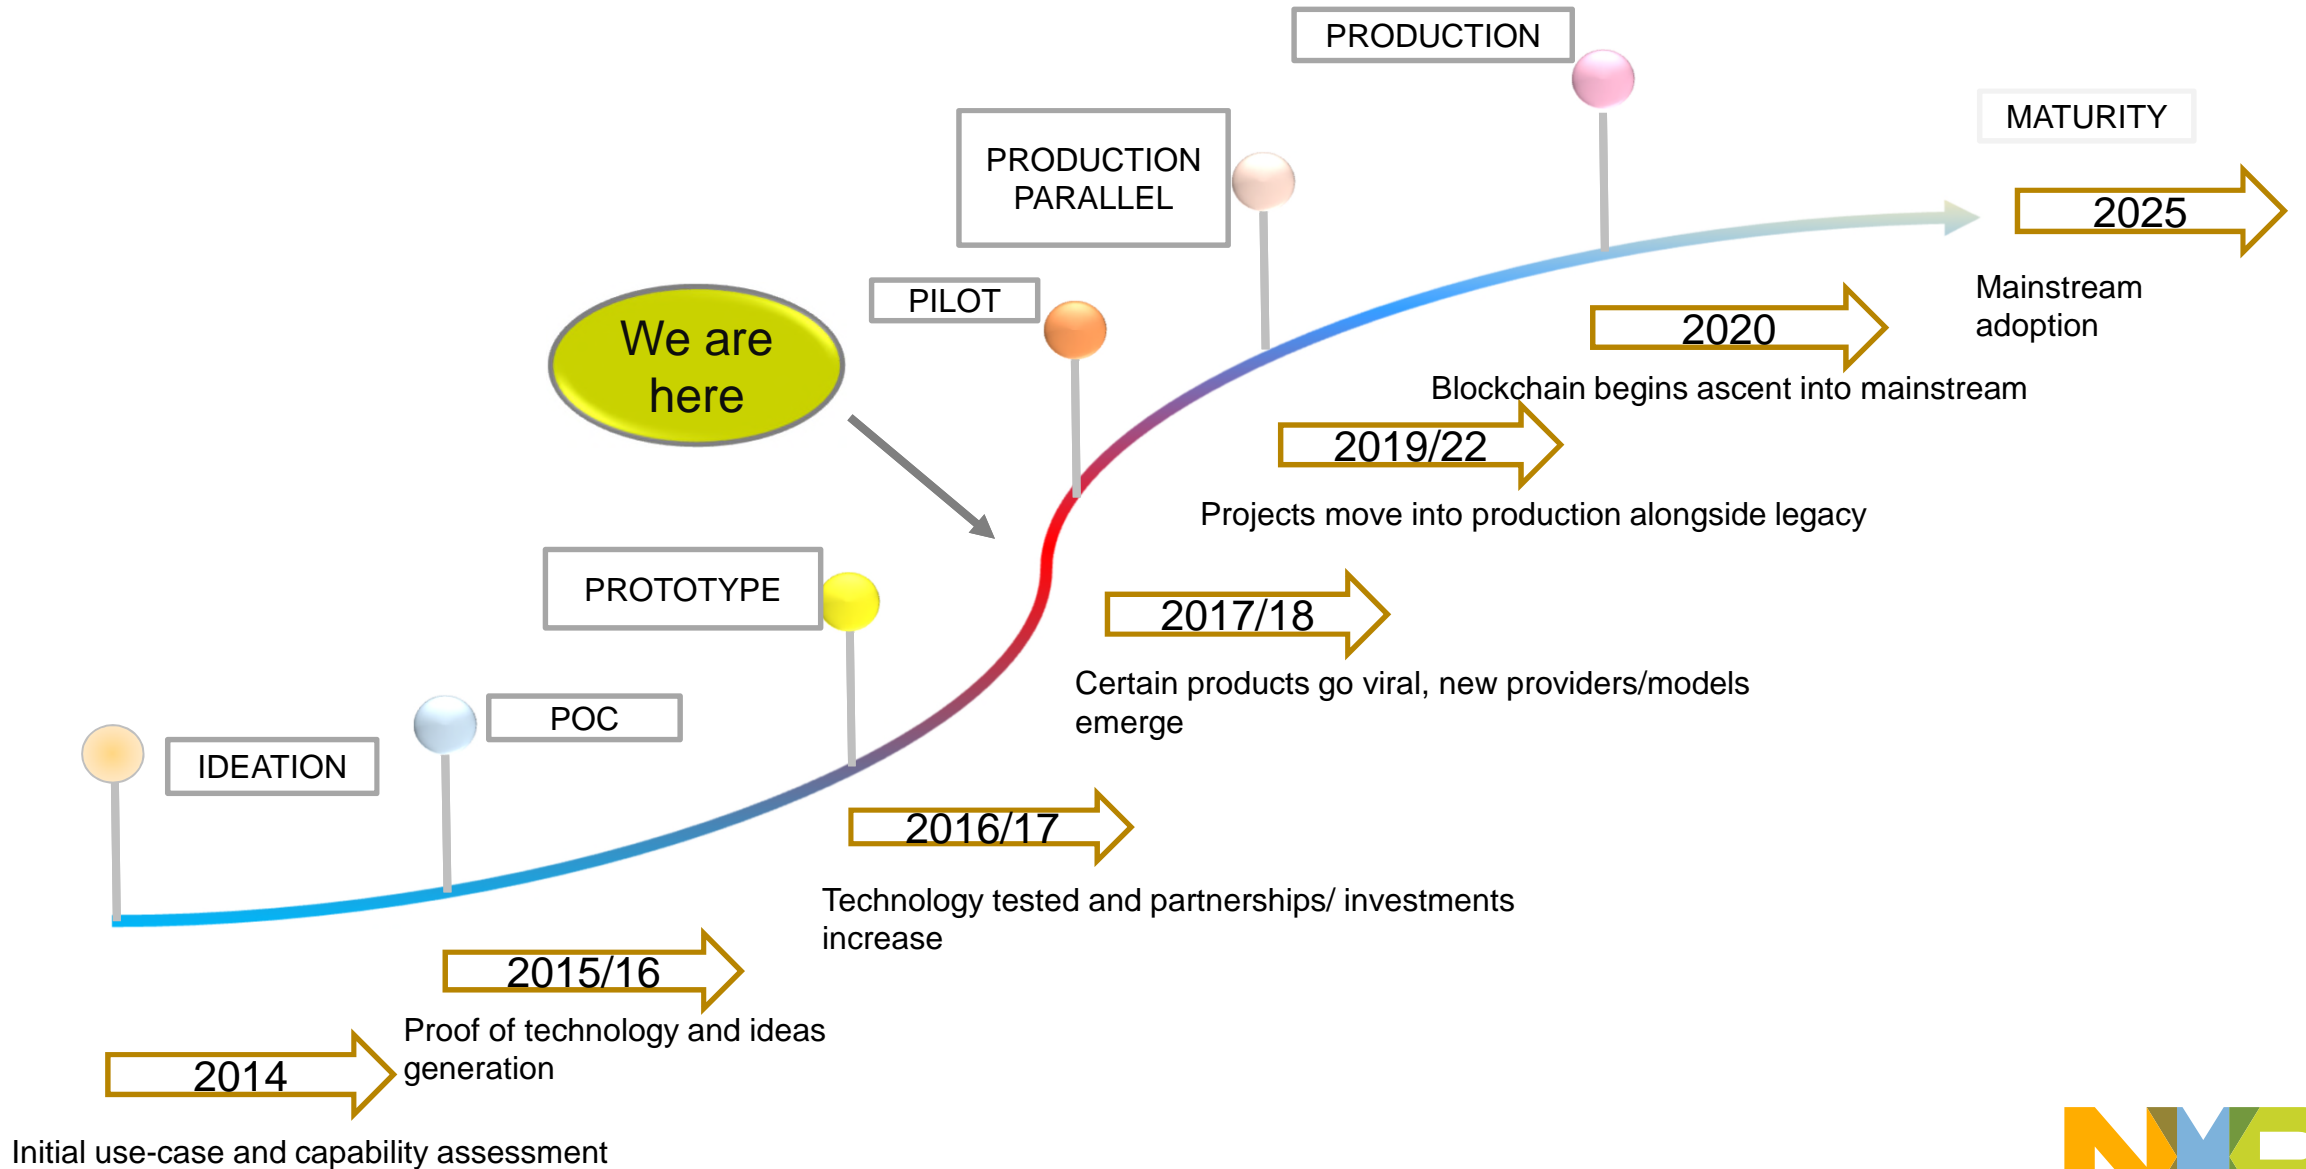 PRODUCTION
MATURITY
PRODUCTION
PARALLEL
2025
PILOT
Mainstream
adoption
We are
here
2020
Blockchain begins ascent into mainstream
2019/22
Projects move into production alongside legacy
PROTOTYPE
2017/18
Certain products go viral, new providers/models
emerge
POC
IDEATION
2016/17
Technology tested and partnerships/ investments
increase
2015/16
Proof of technology and ideas
generation
2014
Initial use-case and capability assessment